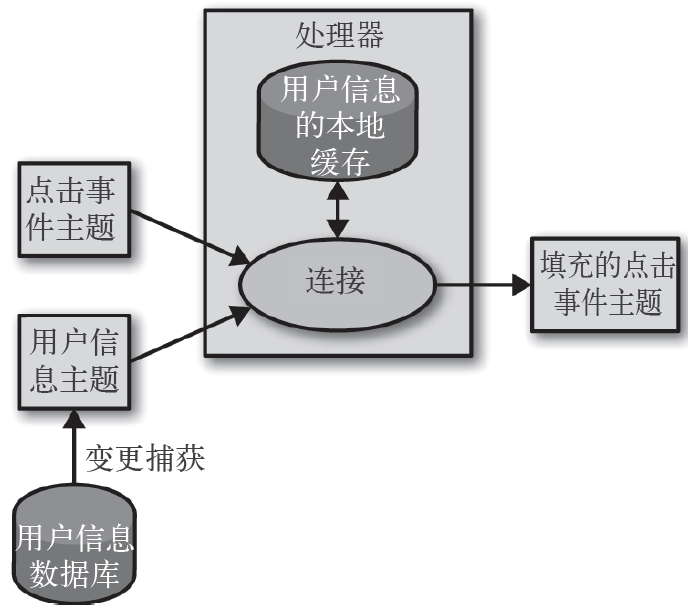 处理器
用户信息
的本地
缓存
点击事
件主题
连接
填充的点击
事件主题
用户信
息主题
变更捕获
用户信息
数据库